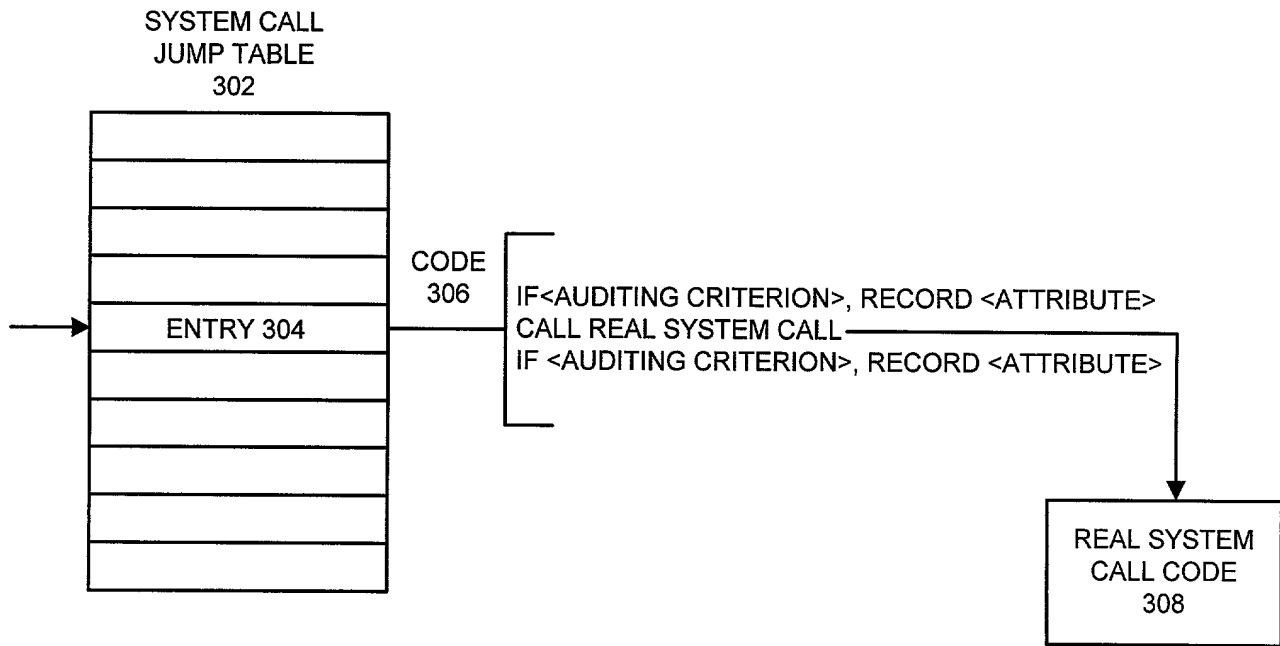 SYSTEM CALL
JUMP TABLE
302
ENTRY 304
CODE
306
IF<AUDITING CRITERION>, RECORD <ATTRIBUTE>
CALL REAL SYSTEM CALL
IF <AUDITING CRITERION>, RECORD <ATTRIBUTE>
REAL SYSTEM
CALL CODE
308